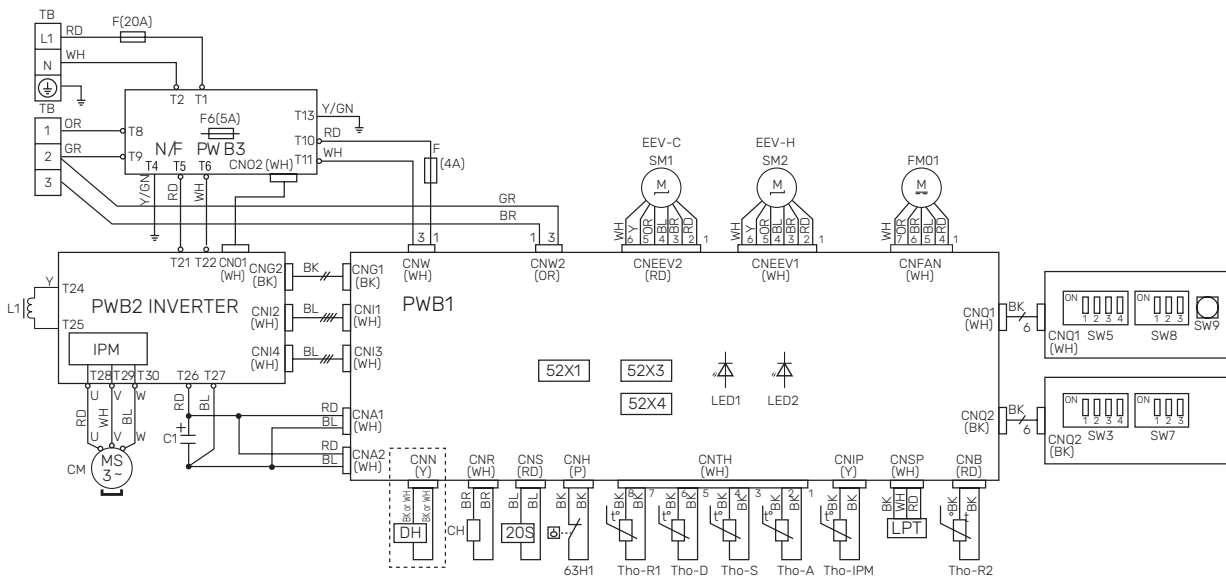 TB
L1
RD
F(20A)
N
WH
TB
1
OR
2
GR
3
T2
T1
T8
T9
F6(5A)
N/F PWB3
T13
Y/GN
T10
RD
T11
WH
T4
T5
T6
CNO2 (WH)
F
(4A)
Y/GN
RD
WH
GR
BR
EEV-C
SM1
M
WH
6
Y
5
OR
4
BL
3
BR
2
RD
1
EEV-H
SM2
M
WH
6
Y
5
OR
4
BL
3
BR
2
RD
1
FM01
M
WH
7
OR
6
BR
5
BL
4
RD
1
3
1
CNW
(WH)
1
3
CNW2
(OR)
CNEEV2
(RD)
CNEEV1
(WH)
CNFAN
(WH)
T21
T22
CNO1
(WH)
CNG2
(BK)
BK
CNG1
(BK)
PWB1
L1
Y
T24
T25
PWB2 INVERTER
CNI2
(WH)
BL
CNI1
(WH)
IPM
CNI4
(WH)
BL
CNI3
(WH)
T28
T29
T30
T26
T27
U
V
W
RD
WH
BL
U
V
W
CM
MS
3~
RD
BL
+
C1
RD
BL
CNA1
(WH)
RD
BL
CNA2
(WH)
52X1
52X3
52X4
LED1
LED2
CNQ1
(WH)
BK
6
CNQ1
(WH)
ON
1 2 3 4
SW5
ON
1 2 3
SW8
SW9
CNQ2
(BK)
BK
6
CNQ2
(BK)
ON
1 2 3 4
SW3
ON
1 2 3
SW7
CNN
(Y)
CNR
(WH)
CNS
(RD)
CNH
(P)
CNTH
(WH)
CNIP
(Y)
CNSP
(WH)
CNB
(RD)
BK or WH
BK or WH
DH
BR
BR
CH
BL
BL
20S
BK
BK
63H1
8
7
BK
BK
t°
Tho-R1
6
5
BK
BK
t°
Tho-D
4
3
BK
BK
t°
Tho-S
2
1
BK
BK
t°
Tho-A
BK
BK
t°
Tho-IPM
BK
WH
RD
LPT
BK
BK
t°
Tho-R2